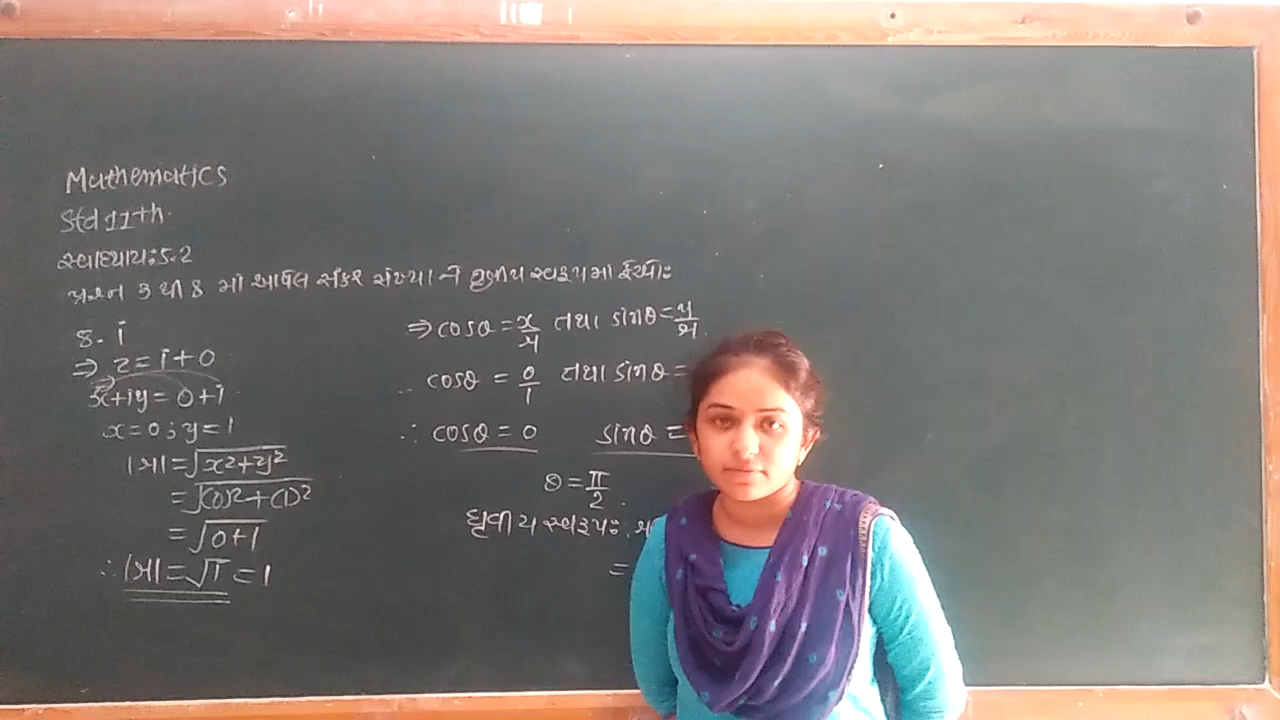 Mathematics
Std 11th.
સ્વાધ્યાય:5.2
પ્રશ્ન 3 થી 8 માં આપેલ સંકર સંખ્યા ને ધ્રુવીય સ્વરૂપમાં ફેરવો:
8. i
⇒ z = i + 0
x+iy = 0+i
x=0 ; y=1
|r| = √x²+y²
= √(0)²+(1)²
= √0+1
∴ |r| = √1 = 1
⇒ cosθ = x/r તથા sinθ = y/r
cosθ = 0/1 તથા sinθ =
∴ cosθ = 0 sinθ =
θ = π/2
ધ્રુવીય સ્વરૂપ:
=